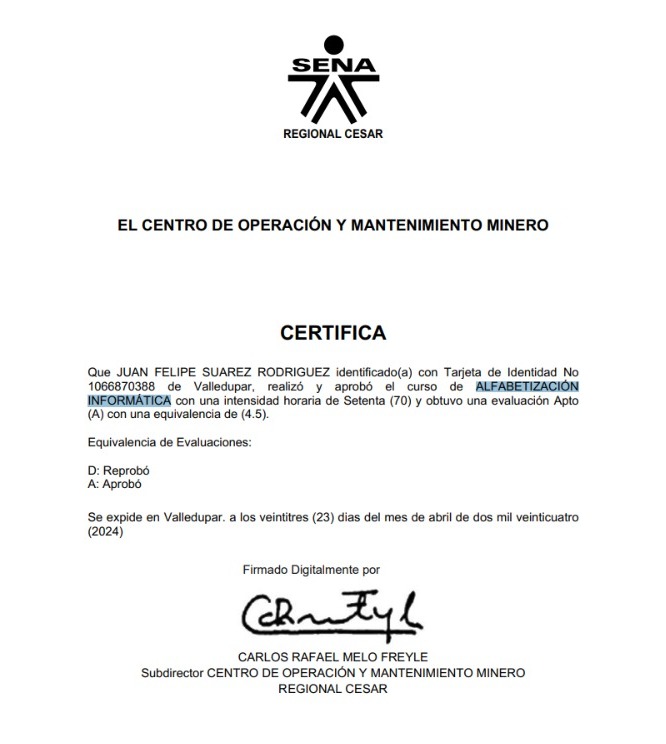 SENA
REGIONAL CESAR
EL CENTRO DE OPERACIÓN Y MANTENIMIENTO MINERO
CERTIFICA
Que JUAN FELIPE SUAREZ RODRIGUEZ identificado(a) con Tarjeta de Identidad No
1066870388 de Valledupar, realizó y aprobó el curso de ALFABETIZACIÓN
INFORMÁTICA con una intensidad horaria de Setenta (70) y obtuvo una evaluación Apto
(A) con una equivalencia de (4.5).
Equivalencia de Evaluaciones:
D: Reprobó
A: Aprobó
Se expide en Valledupar. a los veintitres (23) dias del mes de abril de dos mil veinticuatro
(2024)
Firmado Digitalmente por
CARLOS RAFAEL MELO FREYLE
Subdirector CENTRO DE OPERACIÓN Y MANTENIMIENTO MINERO
REGIONAL CESAR